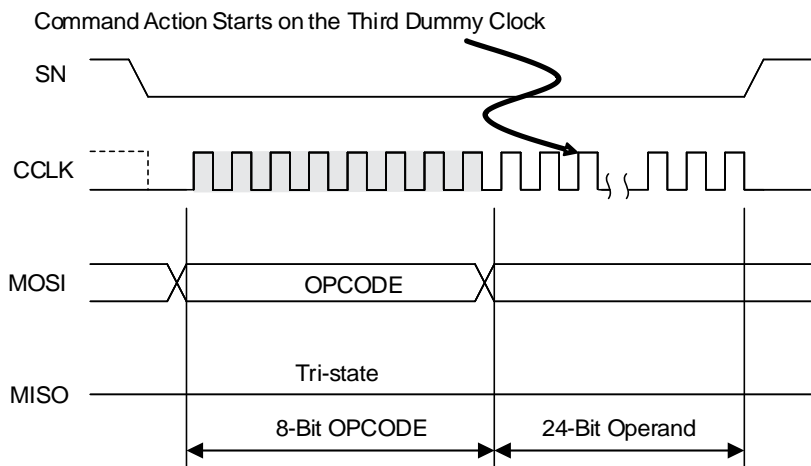 Command Action Starts on the Third Dummy Clock
SN
CCLK
MOSI
OPCODE
Tri-state
MISO
8-Bit OPCODE
24-Bit Operand